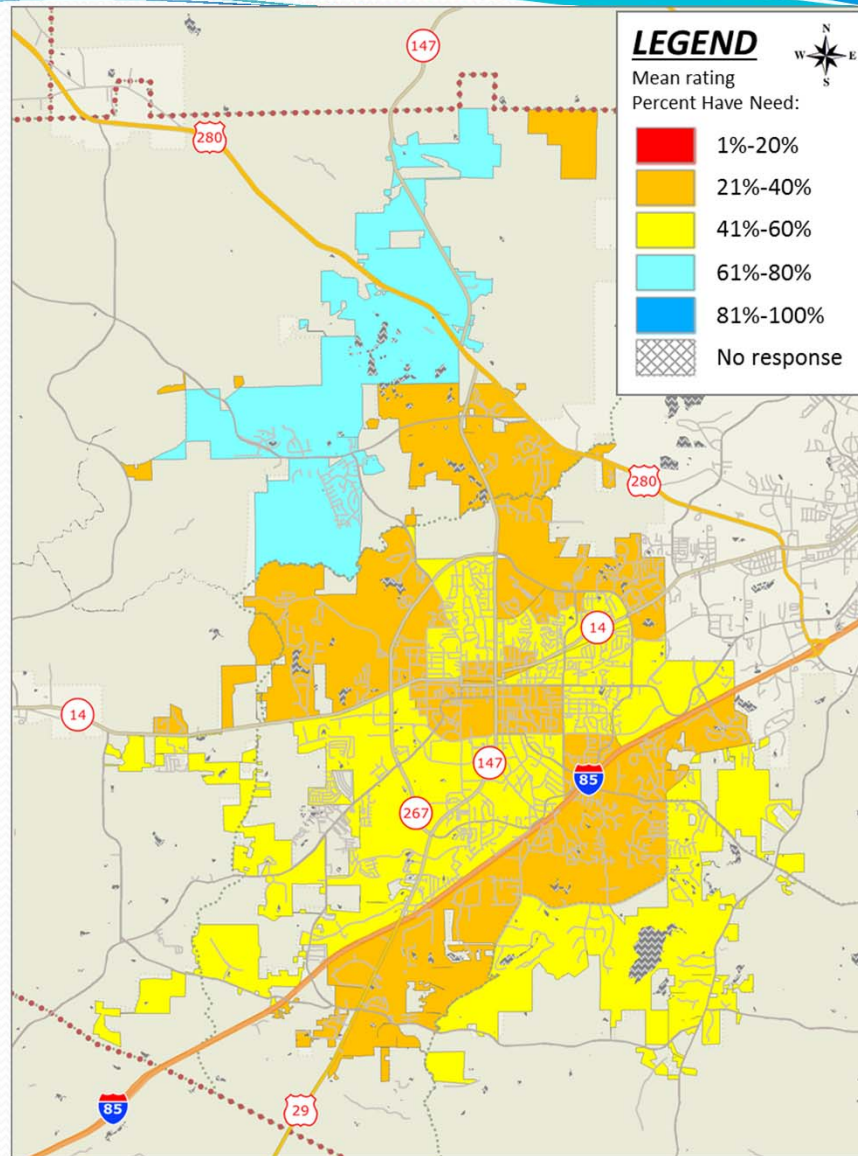 147
280
LEGEND
N
W E
S
Mean rating
Percent Have Need:
1%-20%
21%-40%
41%-60%
61%-80%
81%-100%
No response
280
14
14
147
85
267
85
29